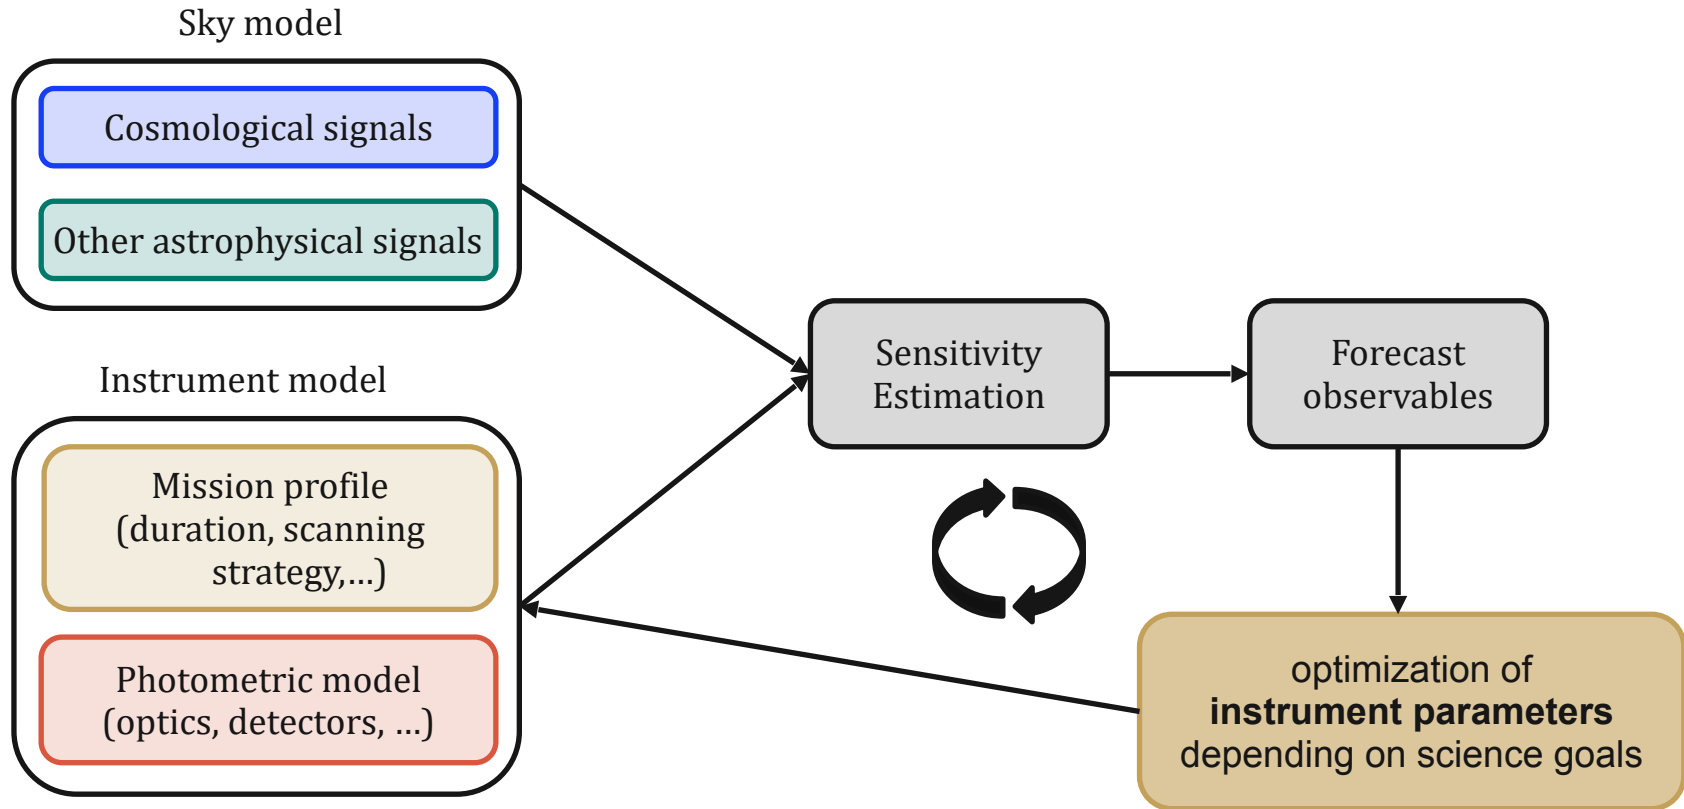 Sky model
Cosmological signals
Other astrophysical signals
Instrument model
Mission profile
(duration, scanning
strategy,...)
Photometric model
(optics, detectors, ...)
Sensitivity
Estimation
Forecast
observables
optimization of
instrument parameters
depending on science goals